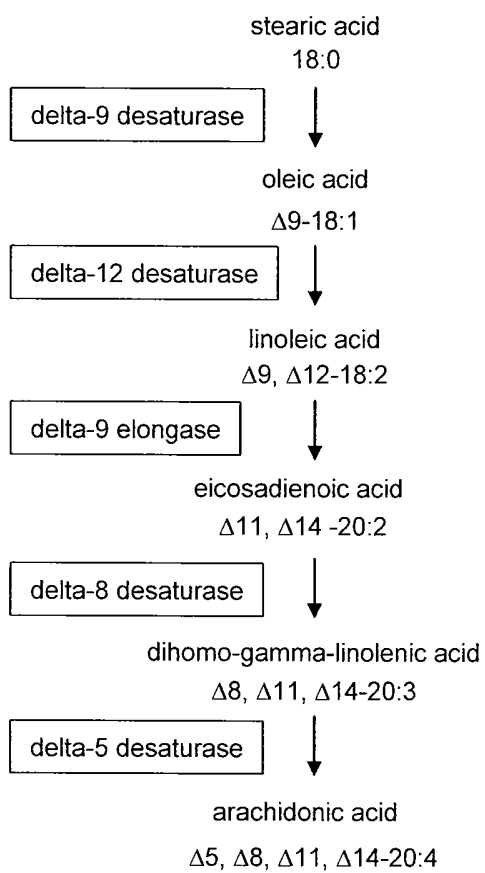 stearic acid
18:0
delta-9 desaturase
oleic acid
Δ9-18:1
delta-12 desaturase
linoleic acid
Δ9, Δ12-18:2
delta-9 elongase
eicosadienoic acid
Δ11, Δ14 -20:2
delta-8 desaturase
dihomo-gamma-linolenic acid
Δ8, Δ11, Δ14-20:3
delta-5 desaturase
arachidonic acid
Δ5, Δ8, Δ11, Δ14-20:4